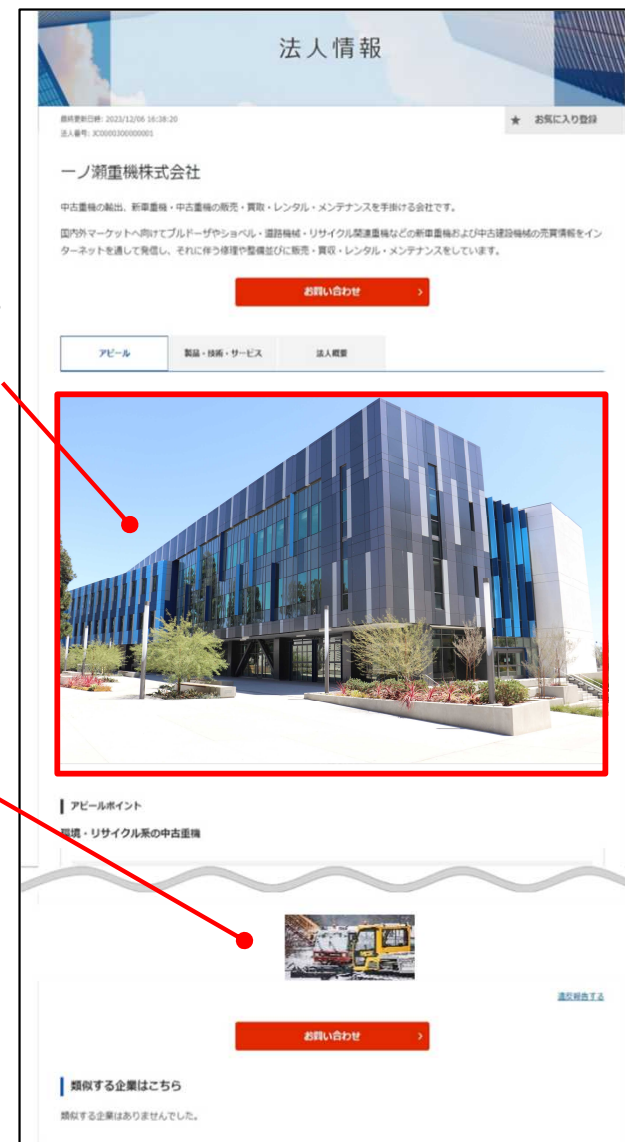 法人情報
最終更新日時: 2023/12/06 16:38:20
法人番号: JC0000300000001
★ お気に入り登録
一ノ瀬重機株式会社
中古重機の輸出、新車重機・中古重機の販売・買取・レンタル・メンテナンスを手掛ける会社です。
国内外マーケットへ向けてブルドーザやショベル・道路機械・リサイクル関連重機などの新車重機および中古建設機械の売買情報をイン
ターネットを通して発信し、それに伴う修理や整備並びに販売・買収・レンタル・メンテナンスをしています。
お問い合わせ
アピール 製品・技術・サービス 法人概要
アピールポイント
環境・リサイクル系の中古重機
違反報告する
お問い合わせ
類似する企業はこちら
類似する企業はありませんでした。